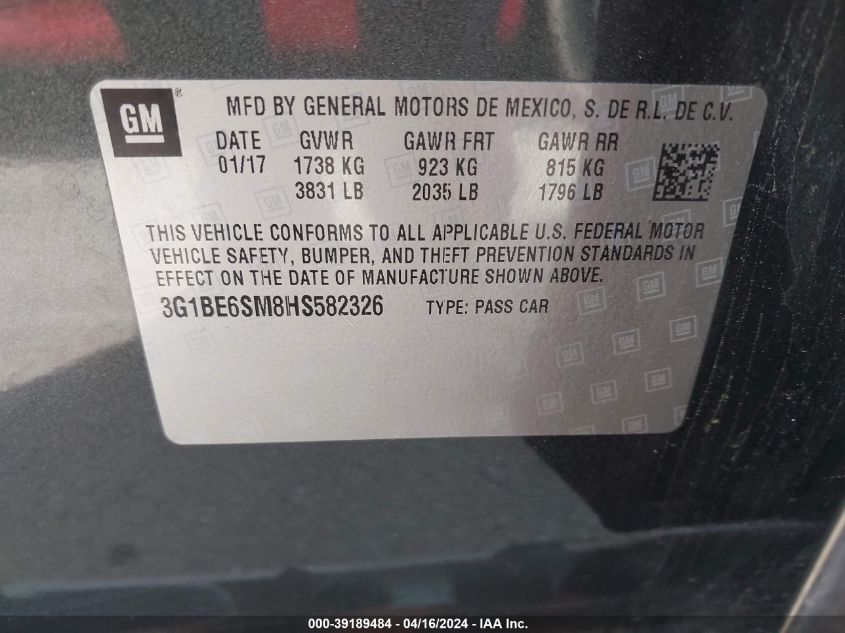 GM®
MFD BY GENERAL MOTORS DE MEXICO, S. DE R.L. DE C.V.
DATE GVWR GAWR FRT GAWR RR
01/17 1738 KG 923 KG 815 KG
3831 LB 2035 LB 1796 LB
THIS VEHICLE CONFORMS TO ALL APPLICABLE U.S. FEDERAL MOTOR
VEHICLE SAFETY, BUMPER, AND THEFT PREVENTION STANDARDS IN
EFFECT ON THE DATE OF MANUFACTURE SHOWN ABOVE.
3G1BE6SM8HS582326 TYPE: PASS CAR
000-39189484 - 04/16/2024 - IAA Inc.